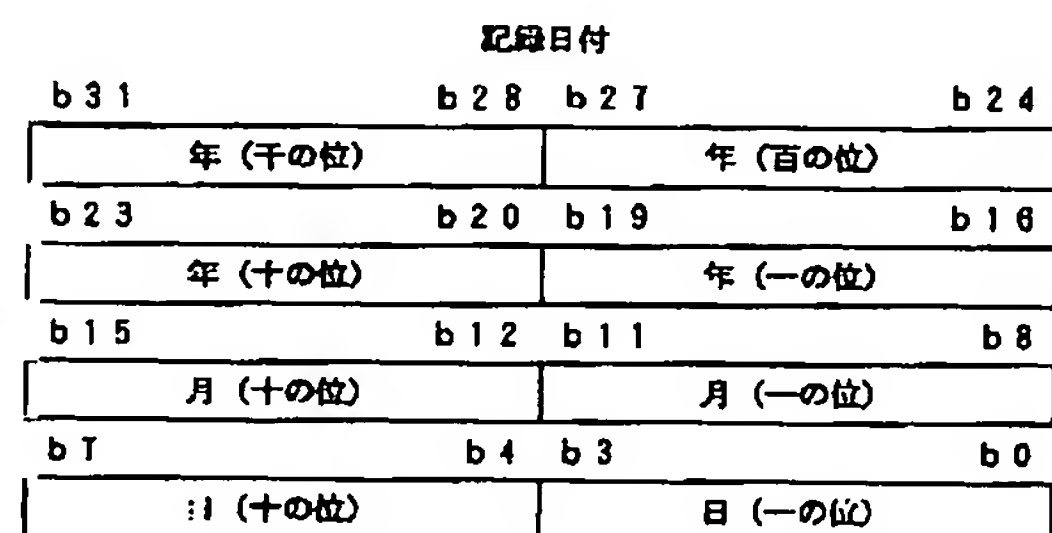 記録日付
b31 b28 b27 b24
年(千の位) 年(百の位)
b23 b20 b19 b16
年(十の位) 年(一の位)
b15 b12 b11 b8
月(十の位) 月(一の位)
b7 b4 b3 b0
日(十の位) 日(一の位)